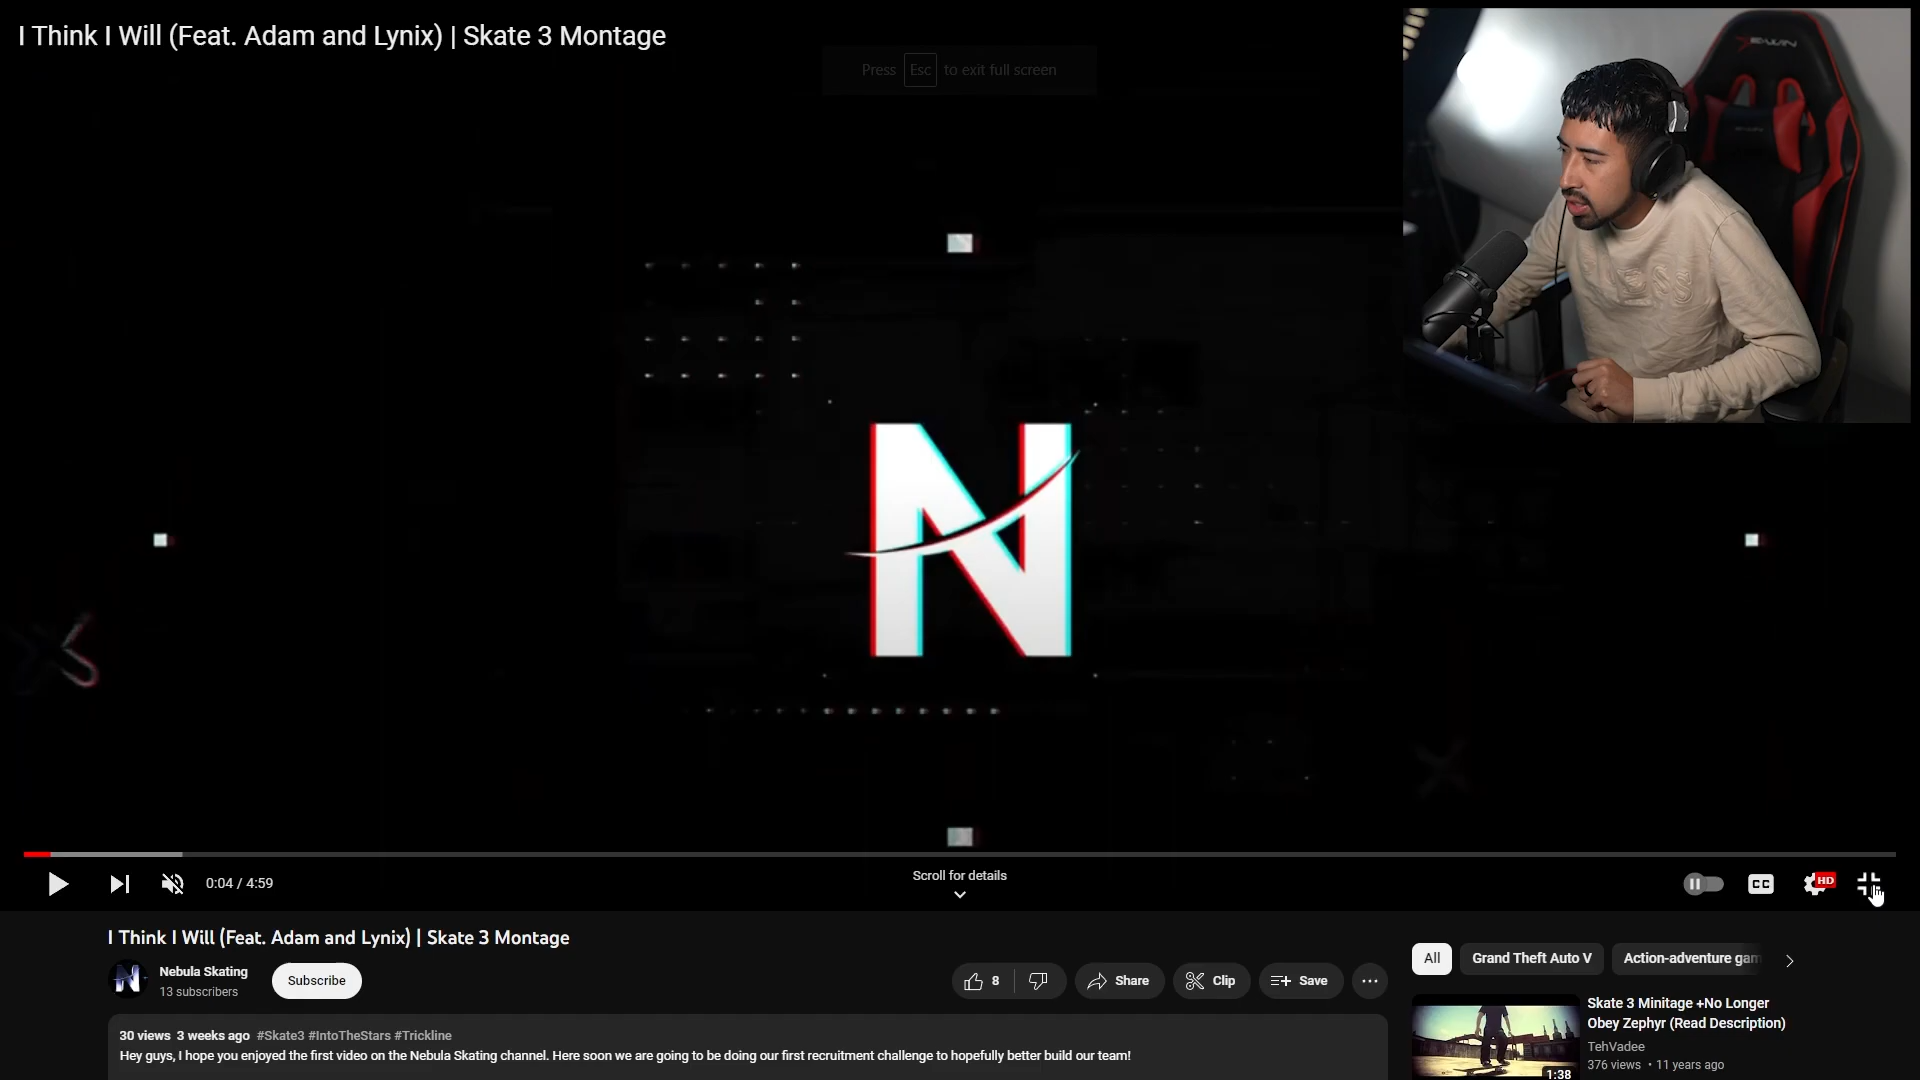 I Think I Will (Feat. Adam and Lynix) | Skate 3 Montage
Press Esc to exit full screen
N
0:04 / 4:59
Scroll for details
CC
HD
I Think I Will (Feat. Adam and Lynix) | Skate 3 Montage
N
Nebula Skating
13 subscribers
Subscribe
8
Share
Clip
Save
All
Grand Theft Auto V
Action-adventure gam
30 views 3 weeks ago #Skate3 #IntoTheStars #Trickline
Hey guys, I hope you enjoyed the first video on the Nebula Skating channel. Here soon we are going to be doing our first recruitment challenge to hopefully better build our team!
Skate 3 Minitage +No Longer
Obey Zephyr (Read Description)
TehVadee
376 views • 11 years ago
1:38